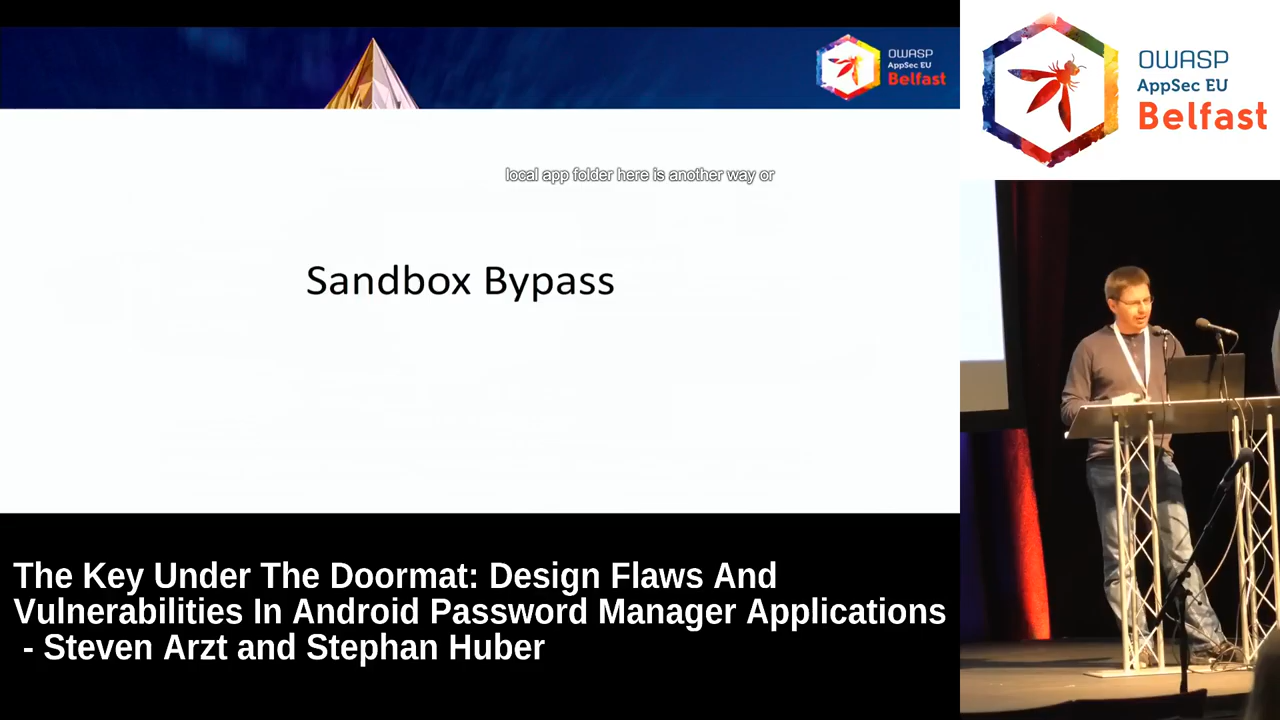 OWASP
AppSec EU
Belfast
OWASP
AppSec EU
Belfast
local app folder here is another way or
Sandbox Bypass
The Key Under The Doormat: Design Flaws And
Vulnerabilities In Android Password Manager Applications
- Steven Arzt and Stephan Huber